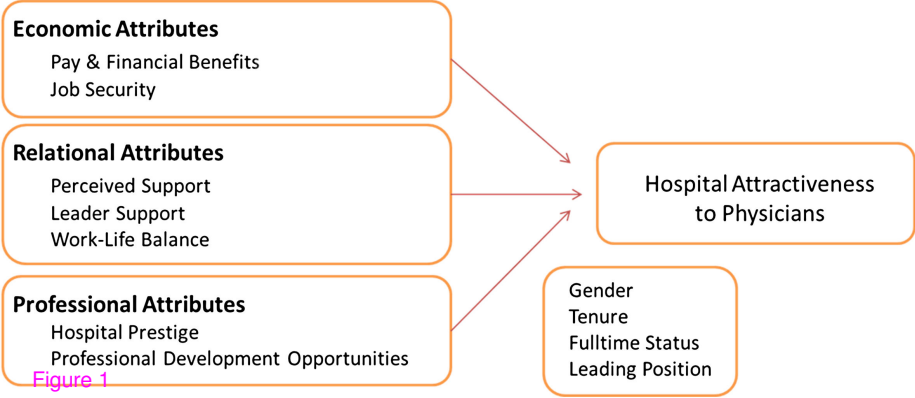 Economic Attributes
Pay & Financial Benefits
Job Security
Relational Attributes
Perceived Support
Leader Support
Work-Life Balance
Professional Attributes
Hospital Prestige
Professional Development Opportunities
Figure 1
Hospital Attractiveness
to Physicians
Gender
Tenure
Fulltime Status
Leading Position